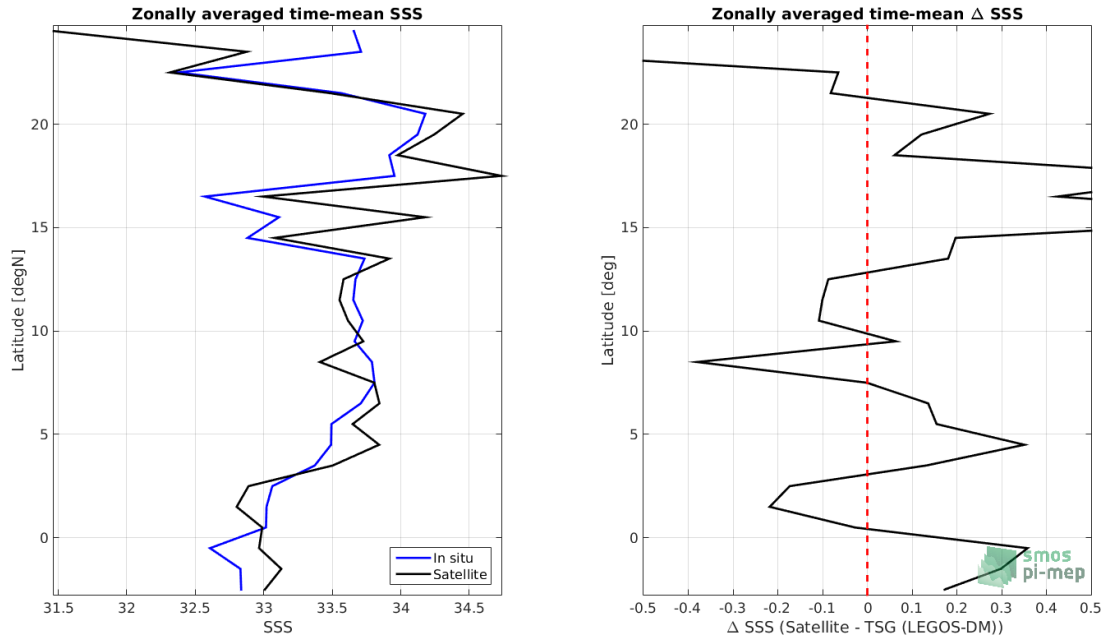 Zonally averaged time-mean SSS
Latitude [degN]
20
15
10
5
0
31.5 32 32.5 33 33.5 34 34.5
SSS
In situ
Satellite
Zonally averaged time-mean Δ SSS
Latitude [deg]
20
15
10
5
0
-0.5 -0.4 -0.3 -0.2 -0.1 0 0.1 0.2 0.3 0.4 0.5
Δ SSS (Satellite - TSG (LEGOS-DM))
smos
pi-mep